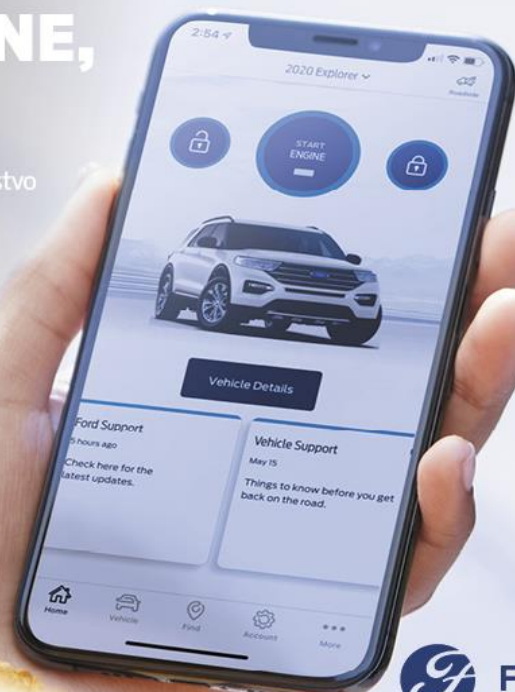 NE,
stvo
2:54
2020 Explorer
Roadside
START
ENGINE
Vehicle Details
Ford Support
5 hours ago
Check here for the
latest updates.
Vehicle Support
May 15
Things to know before you get
back on the road.
Home
Vehicle
Find
Account
More
F